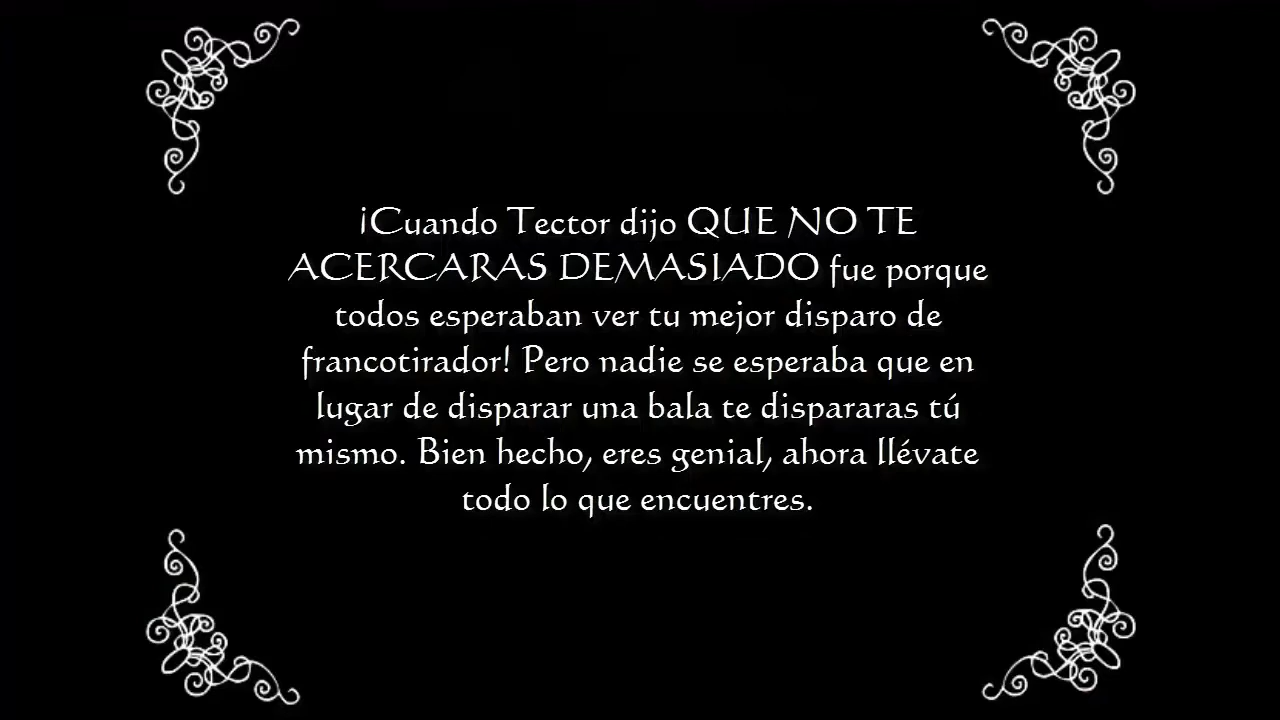 ¡Cuando Tector dijo QUE NO TE
ACERCARAS DEMASIADO fue porque
todos esperaban ver tu mejor disparo de
francotirador! Pero nadie se esperaba que en
lugar de disparar una bala te dispararas tú
mismo. Bien hecho, eres genial, ahora llévate
todo lo que encuentres.